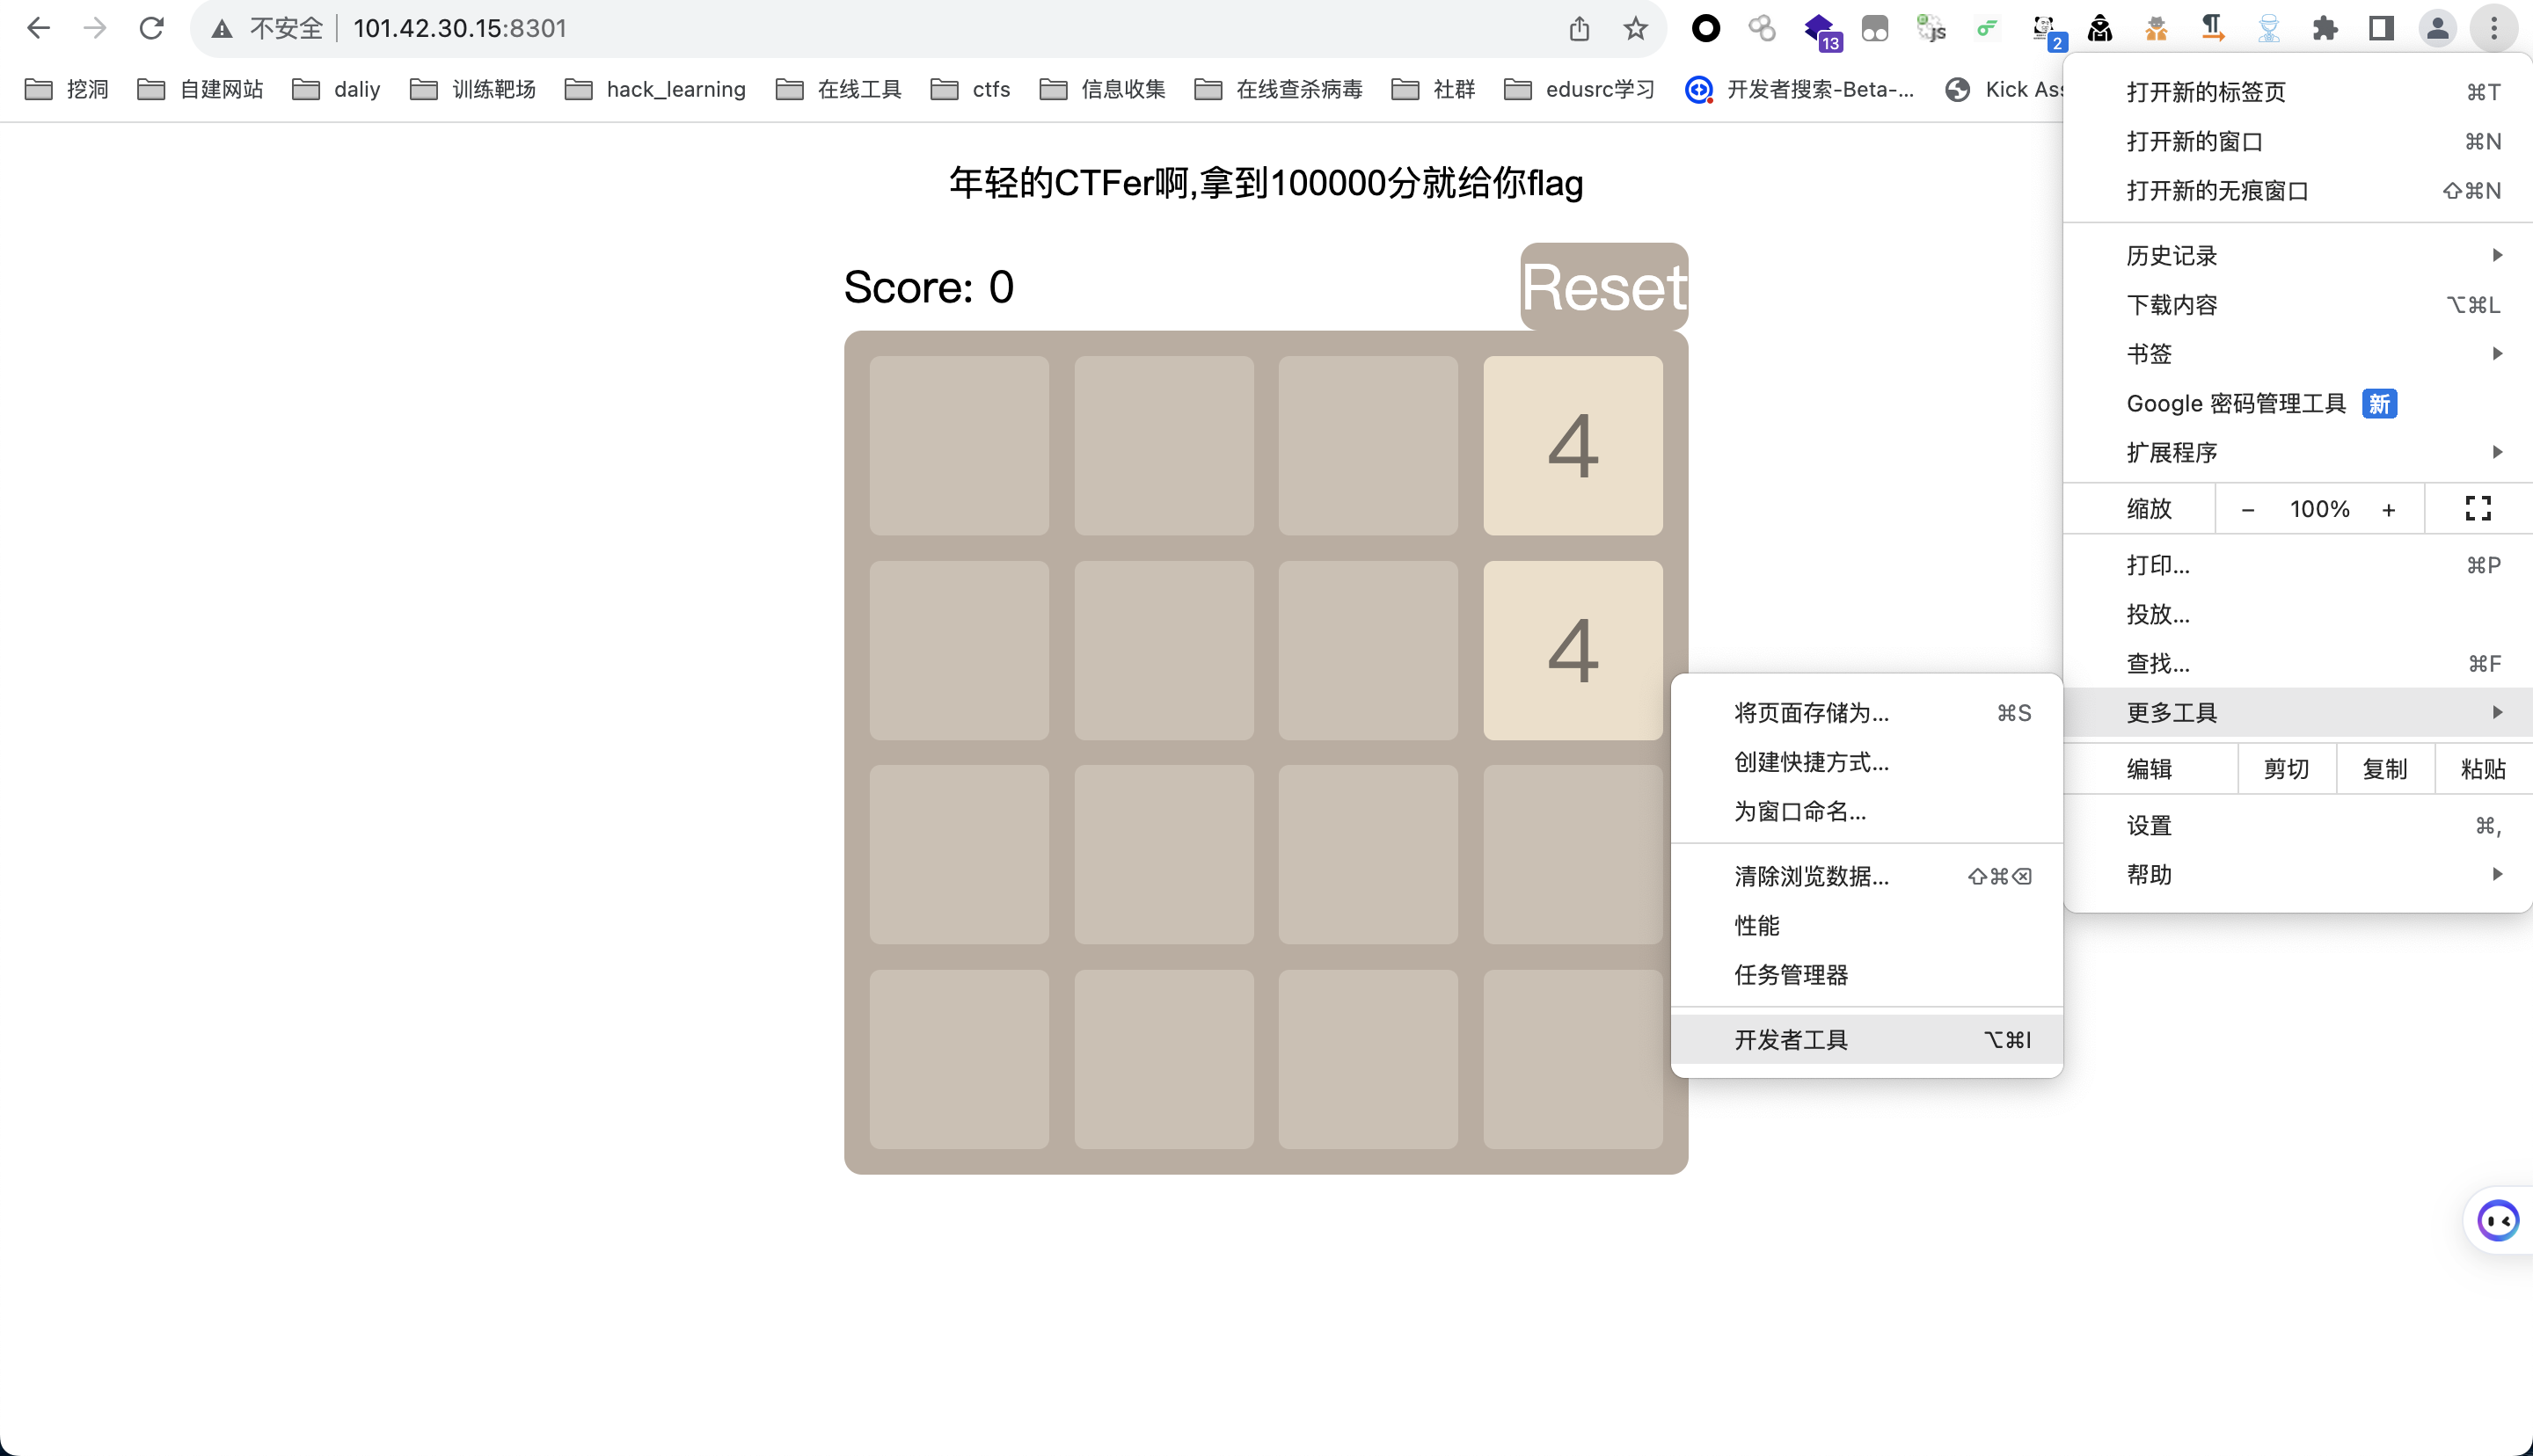 不安全 101.42.30.15:8301
13
js
2
挖洞 自建网站 daliy 训练靶场 hack_learning 在线工具 ctfs 信息收集 在线查杀病毒 社群 edusrc学习 开发者搜索-Beta-... Kick Ass
年轻的CTFer啊,拿到100000分就给你flag
Score: 0
Reset
4
4
打开新的标签页 ⌘T
打开新的窗口 ⌘N
打开新的无痕窗口 ⇧⌘N
历史记录
下载内容 ⌥⌘L
书签
Google 密码管理工具 新
扩展程序
缩放 – 100% +
打印... ⌘P
投放...
查找... ⌘F
更多工具
编辑 剪切 复制 粘贴
设置 ⌘,
帮助
将页面存储为... ⌘S
创建快捷方式...
为窗口命名...
清除浏览数据... ⇧⌘⌫
性能
任务管理器
开发者工具 ⌥⌘I